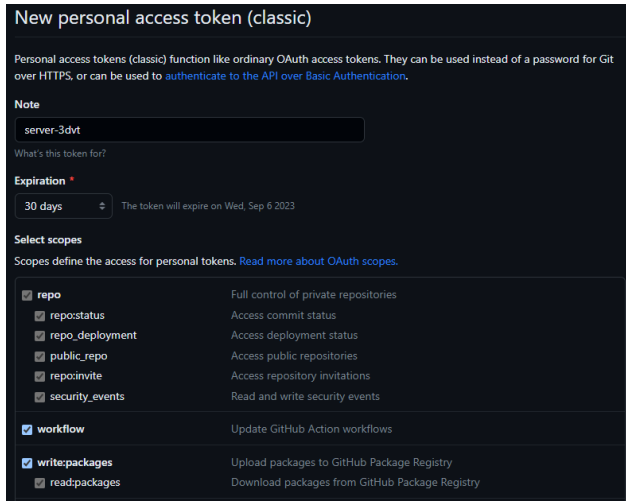 New personal access token (classic)
Personal access tokens (classic) function like ordinary OAuth access tokens. They can be used instead of a password for Git
over HTTPS, or can be used to authenticate to the API over Basic Authentication.
Note
server-3dvt
What's this token for?
Expiration *
30 days The token will expire on Wed, Sep 6 2023
Select scopes
Scopes define the access for personal tokens. Read more about OAuth scopes.
repo Full control of private repositories
repo:status Access commit status
repo_deployment Access deployment status
public_repo Access public repositories
repo:invite Access repository invitations
security_events Read and write security events
workflow Update GitHub Action workflows
write:packages Upload packages to GitHub Package Registry
read:packages Download packages from GitHub Package Registry